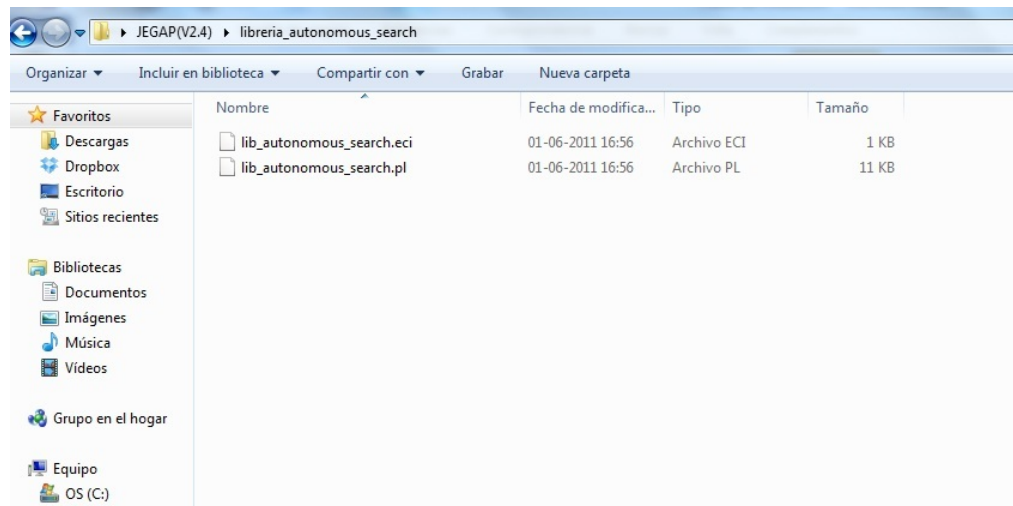 JEGAP(V2.4) ▸ libreria_autonomous_search
Organizar Incluir en biblioteca Compartir con Grabar Nueva carpeta
Favoritos
Descargas
Dropbox
Escritorio
Sitios recientes
Bibliotecas
Documentos
Imágenes
Música
Vídeos
Grupo en el hogar
Equipo
OS (C:)
Nombre Fecha de modifica... Tipo Tamaño
lib_autonomous_search.eci 01-06-2011 16:56 Archivo ECI 1 KB
lib_autonomous_search.pl 01-06-2011 16:56 Archivo PL 11 KB